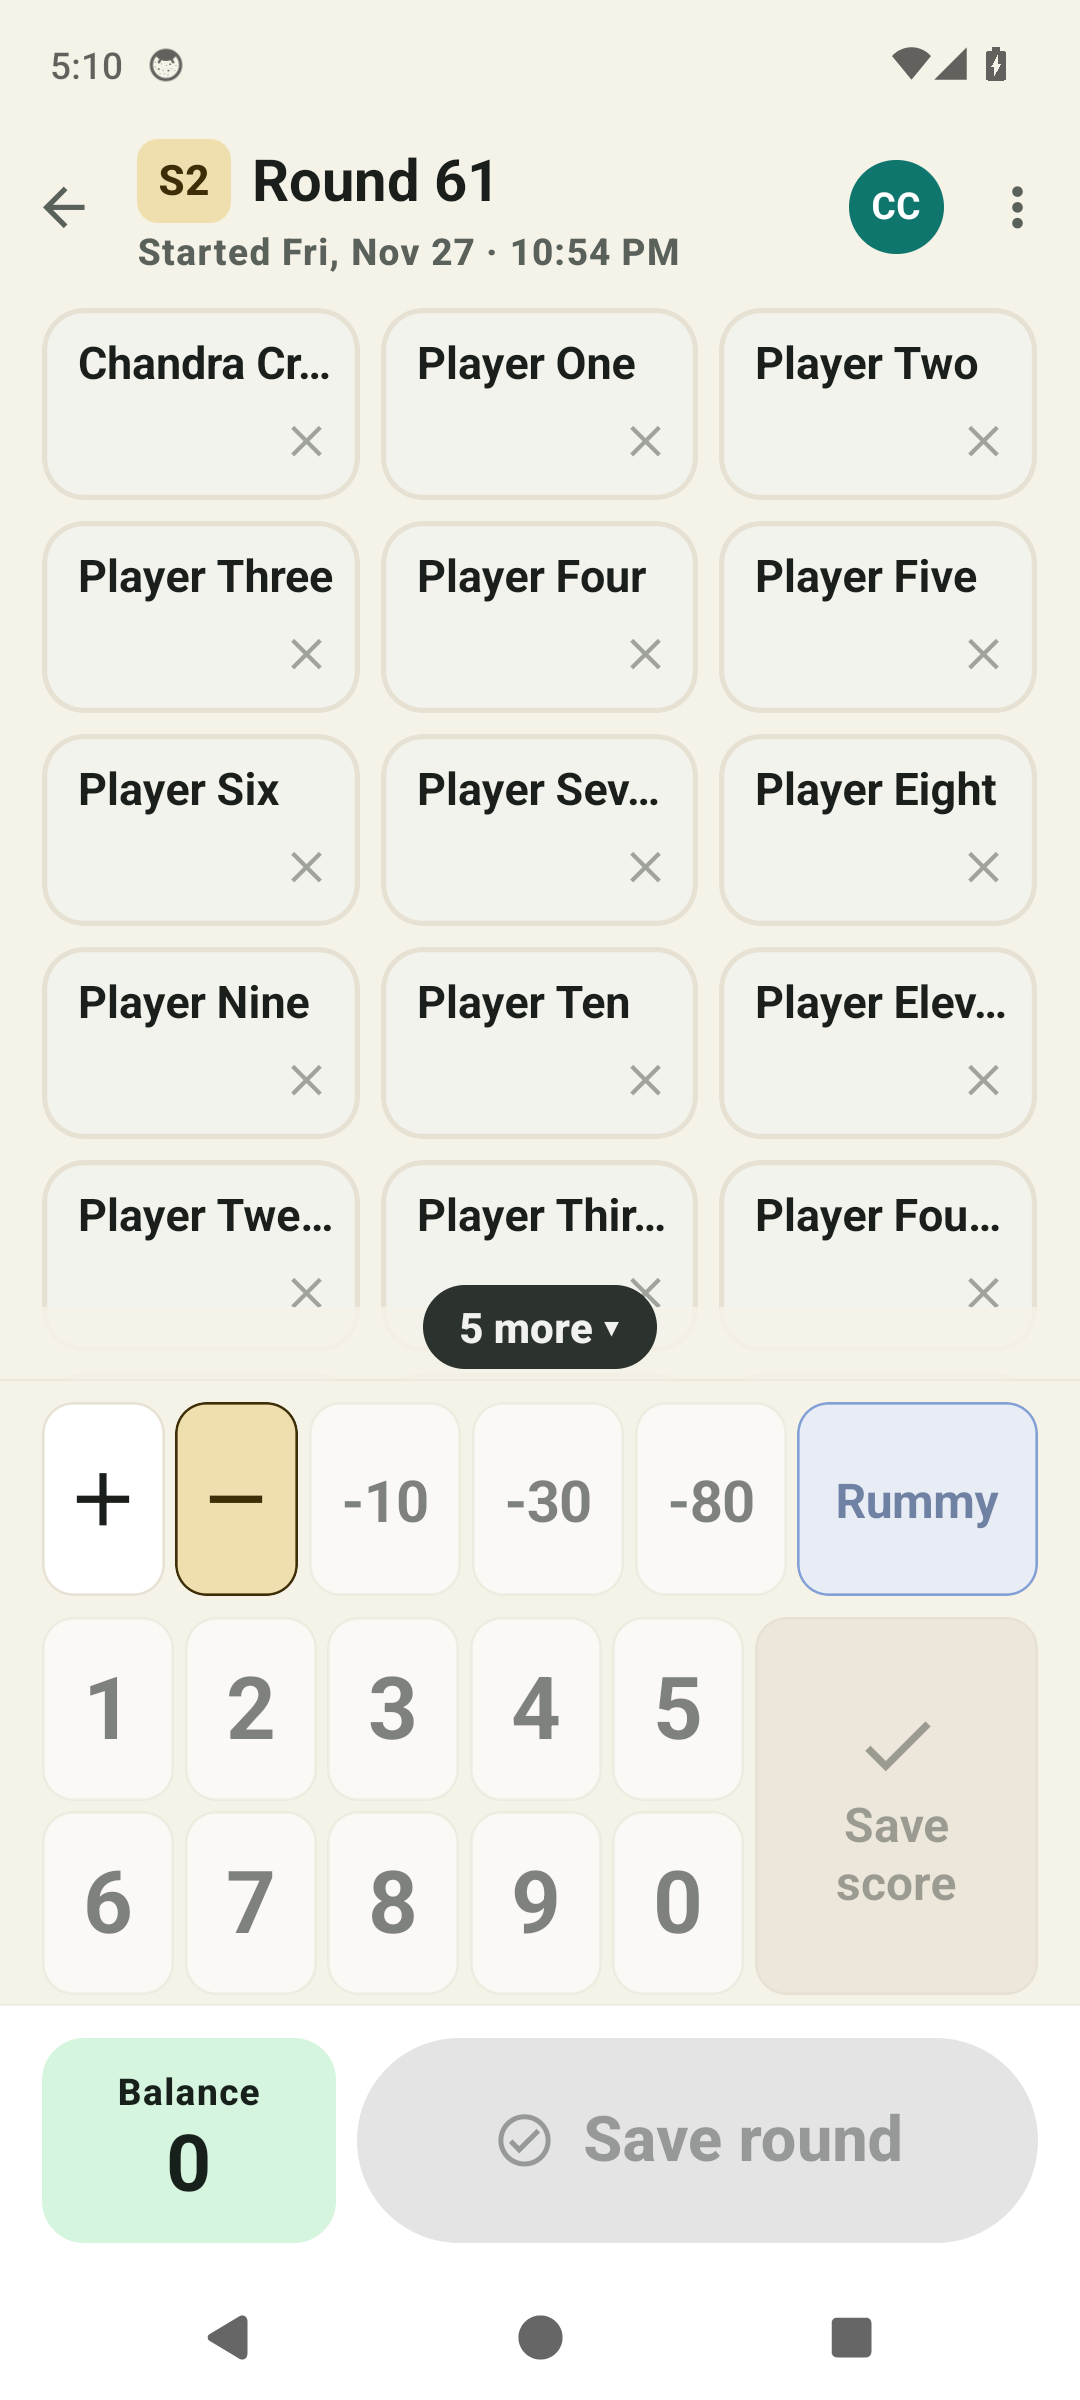 5:10
S2 Round 61
CC
Started Fri, Nov 27 · 10:54 PM
Chandra Cr... Player One Player Two
Player Three Player Four Player Five
Player Six Player Sev... Player Eight
Player Nine Player Ten Player Elev...
Player Twe... Player Thir... Player Fou...
5 more ▾
+ − -10 -30 -80 Rummy
1 2 3 4 5
Save
score
6 7 8 9 0
Balance
0
Save round